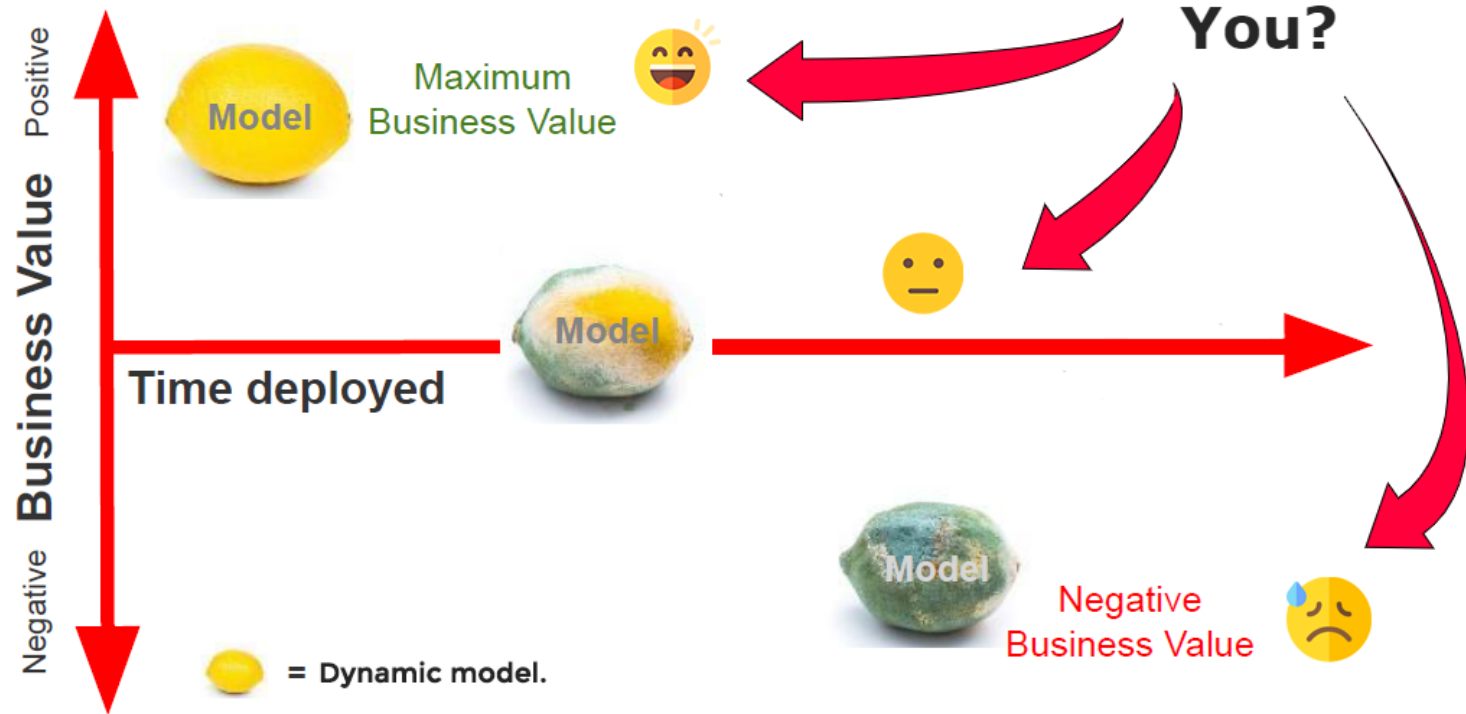 You?
Positive
Business Value
Negative
Model
Maximum
Business Value
Model
Time deployed
Model
Negative
Business Value
= Dynamic model.